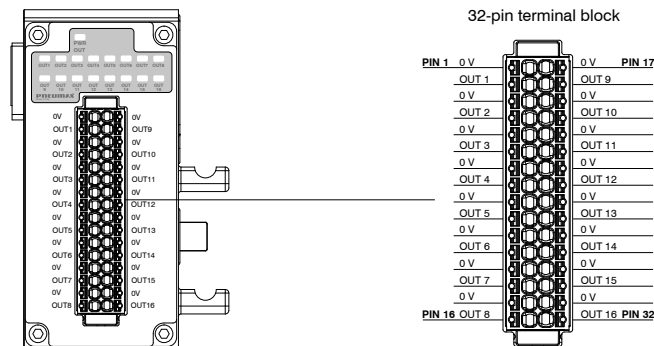 32-pin terminal block
PWR
OUT
OUT1 OUT2 OUT3 OUT4 OUT5 OUT6 OUT7 OUT8
OUT OUT OUT OUT OUT OUT OUT OUT
9 10 11 12 13 14 15 16
PNEUMAX
0V 0V
OUT1 OUT9
0V 0V
OUT2 OUT10
0V 0V
OUT3 OUT11
0V 0V
OUT4 OUT12
0V 0V
OUT5 OUT13
0V 0V
OUT6 OUT14
0V 0V
OUT7 OUT15
0V 0V
OUT8 OUT16
PIN 1 0 V 0 V PIN 17
OUT 1 OUT 9
0 V 0 V
OUT 2 OUT 10
0 V 0 V
OUT 3 OUT 11
0 V 0 V
OUT 4 OUT 12
0 V 0 V
OUT 5 OUT 13
0 V 0 V
OUT 6 OUT 14
0 V 0 V
OUT 7 OUT 15
0 V 0 V
PIN 16 OUT 8 OUT 16 PIN 32